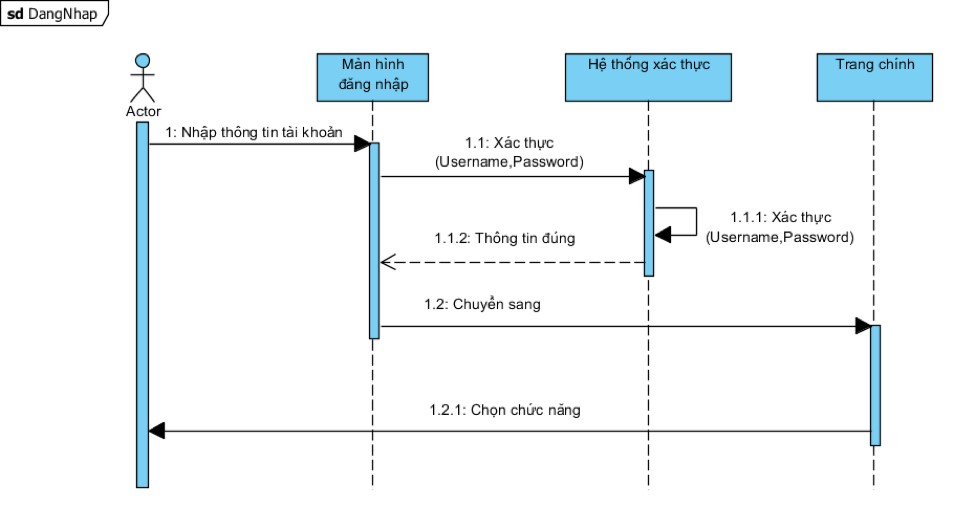 sd DangNhap
Actor
Màn hình
đăng nhập
Hệ thống xác thực
Trang chính
1: Nhập thông tin tài khoản
1.1: Xác thực
(Username,Password)
1.1.1: Xác thực
(Username,Password)
1.1.2: Thông tin đúng
1.2: Chuyển sang
1.2.1: Chọn chức năng